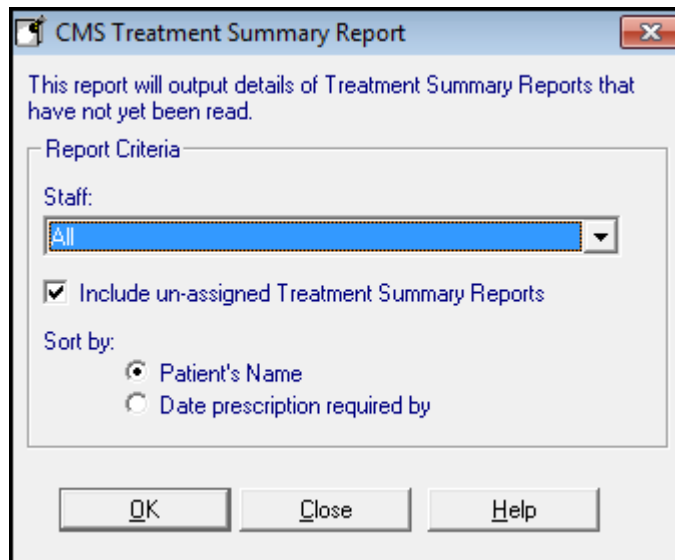 CMS Treatment Summary Report
This report will output details of Treatment Summary Reports that
have not yet been read.
Report Criteria
Staff:
All
Include un-assigned Treatment Summary Reports
Sort by:
Patient's Name
Date prescription required by
OK Close Help